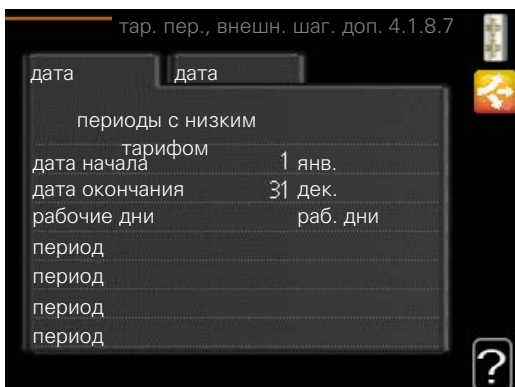 тар. пер., внешн. шаг. доп. 4.1.8.7
дата дата
периоды с низким
тарифом
дата начала 1 янв.
дата окончания 31 дек.
рабочие дни раб. дни
период
период
период
период
?